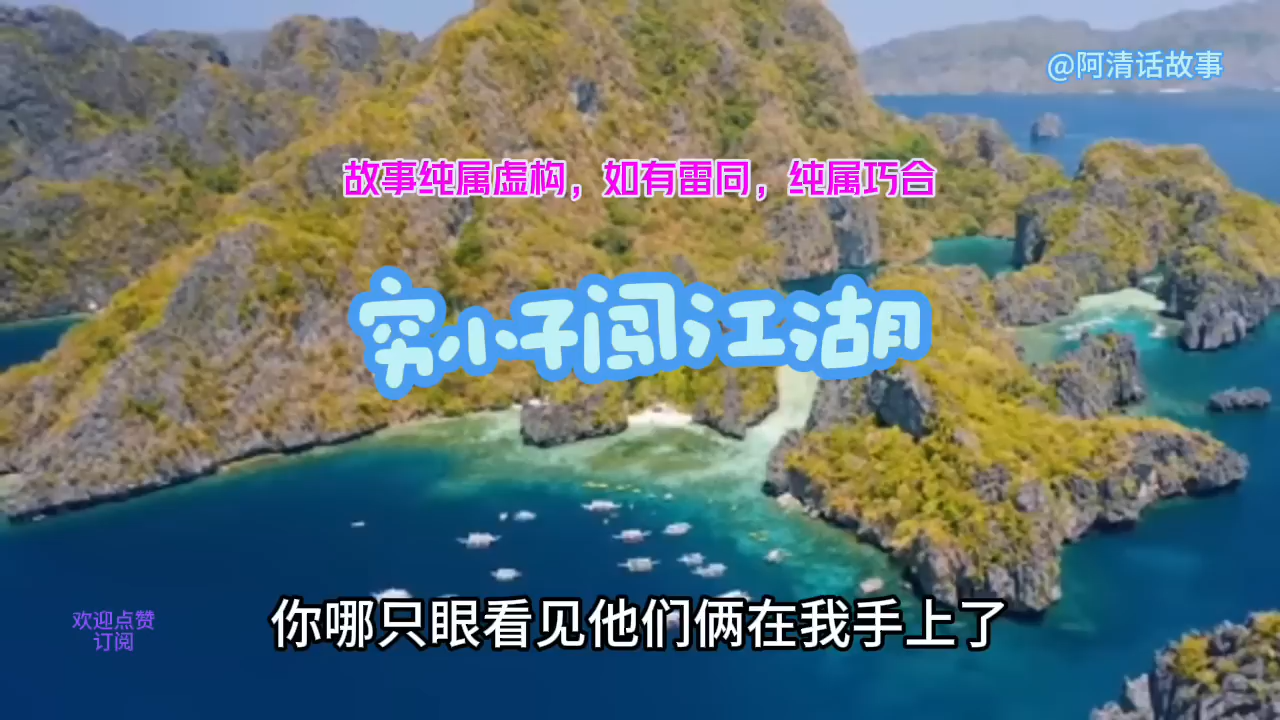 @阿清话故事
故事纯属虚构，如有雷同，纯属巧合
穷小子闯江湖
你哪只眼看见他们俩在我手上了
欢迎点赞
订阅